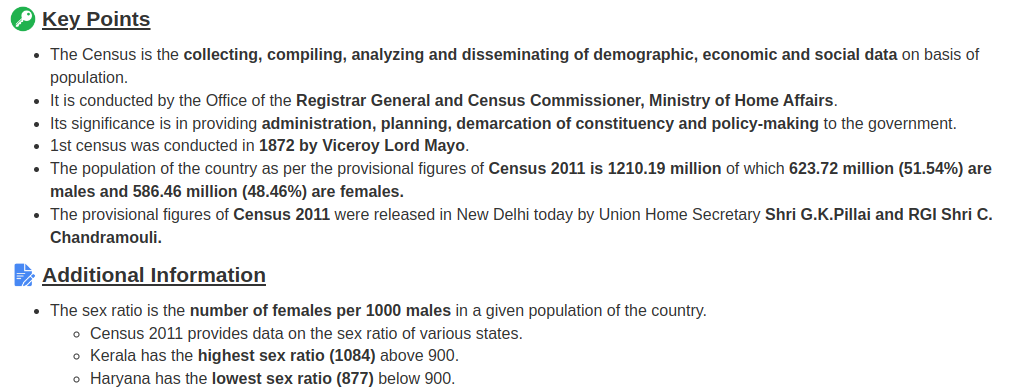 Key Points
The Census is the collecting, compiling, analyzing and disseminating of demographic, economic and social data on basis of
population.
It is conducted by the Office of the Registrar General and Census Commissioner, Ministry of Home Affairs.
Its significance is in providing administration, planning, demarcation of constituency and policy-making to the government.
1st census was conducted in 1872 by Viceroy Lord Mayo.
The population of the country as per the provisional figures of Census 2011 is 1210.19 million of which 623.72 million (51.54%) are
males and 586.46 million (48.46%) are females.
The provisional figures of Census 2011 were released in New Delhi today by Union Home Secretary Shri G.K.Pillai and RGI Shri C.
Chandramouli.
Additional Information
The sex ratio is the number of females per 1000 males in a given population of the country.
Census 2011 provides data on the sex ratio of various states.
Kerala has the highest sex ratio (1084) above 900.
Haryana has the lowest sex ratio (877) below 900.